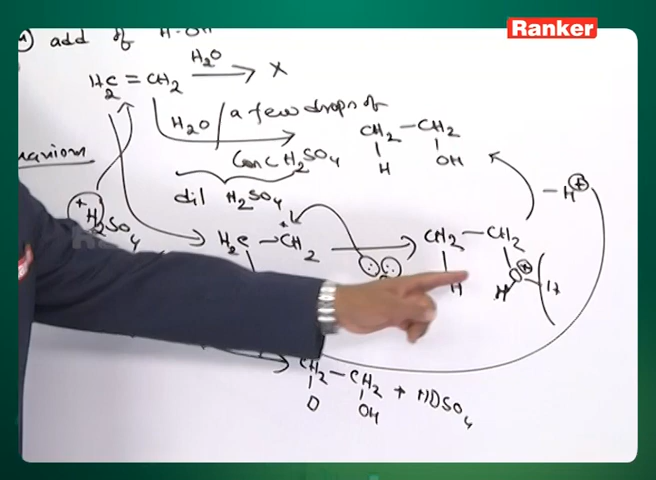 Ranker
add of H-OH
H₂C = CH₂ H₂O → X
H₂O / a few drops of
Conc H₂SO₄
CH₂ - CH₂
H OH
dil H₂SO₄
+
H₂SO₄
H₂C - CH₂ +
CH₂ - CH₂
H
O ⊕
H H
- H⊕
CH₂ - CH₂ + HDSO₄
D OH